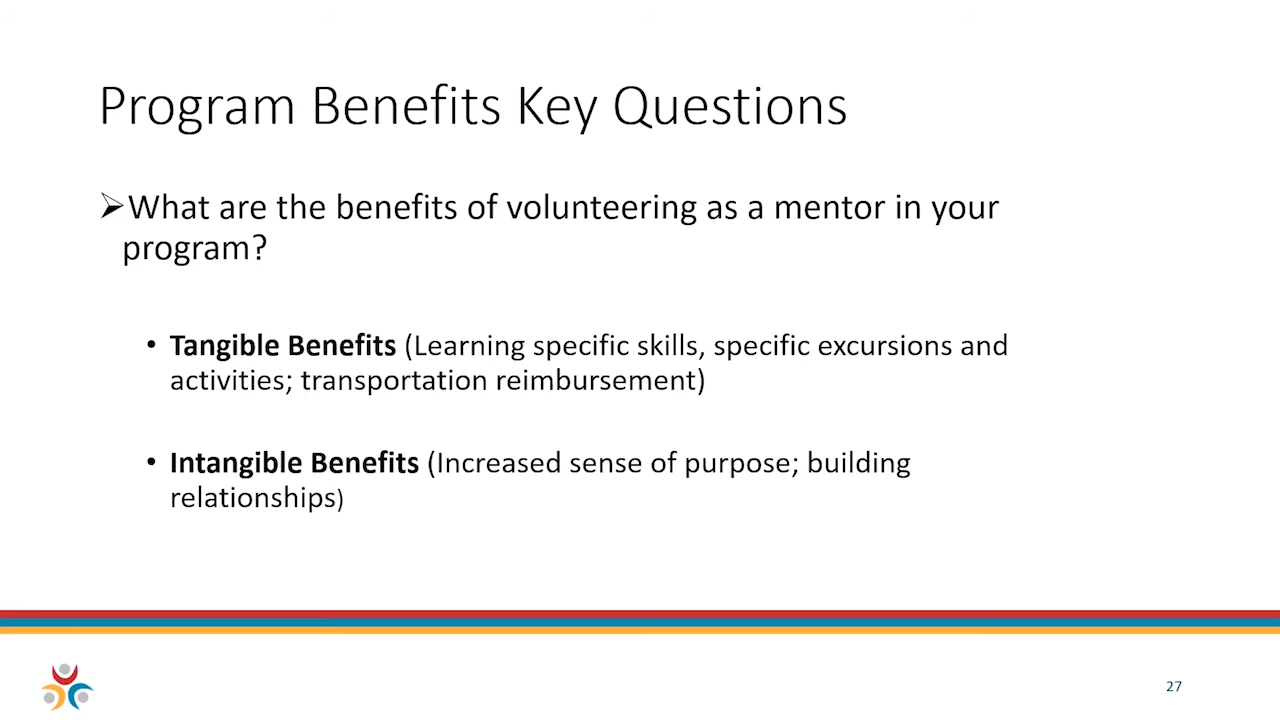 Program Benefits Key Questions
➢What are the benefits of volunteering as a mentor in your
program?
• Tangible Benefits (Learning specific skills, specific excursions and
activities; transportation reimbursement)
• Intangible Benefits (Increased sense of purpose; building
relationships)
27